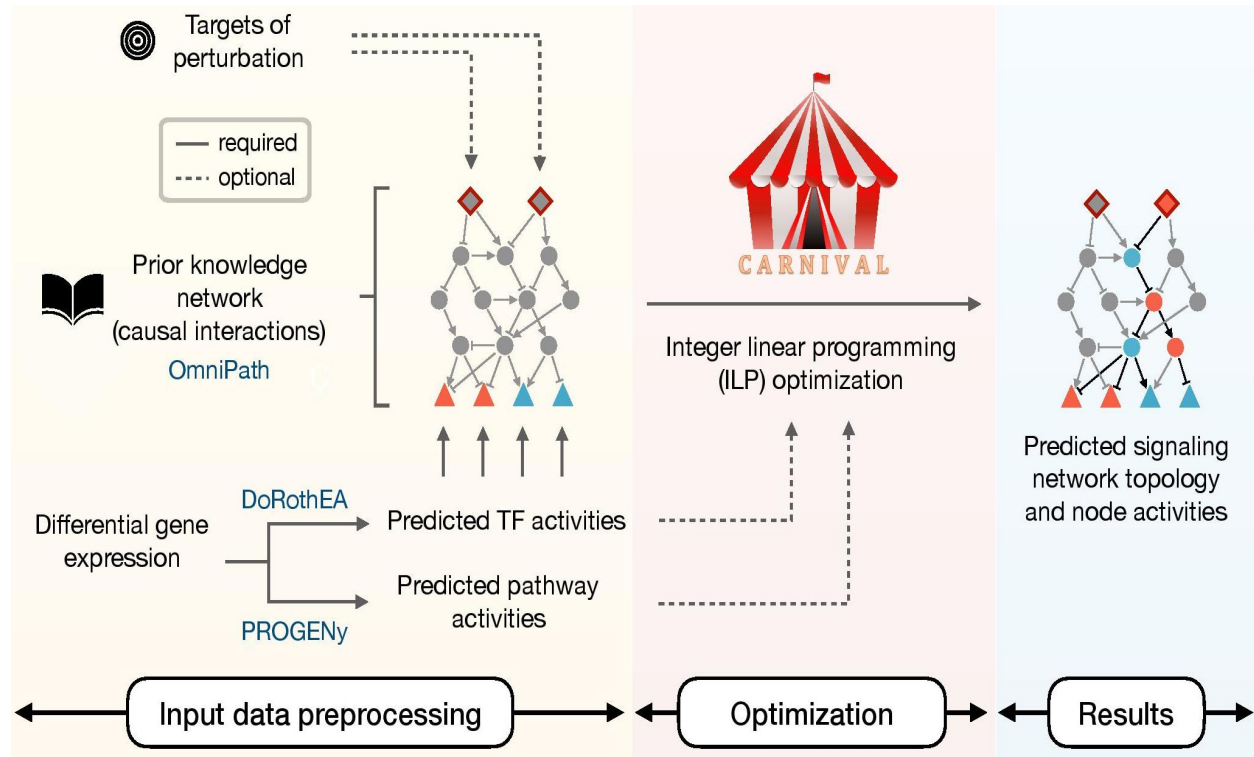 Targets of
perturbation
required
optional
Prior knowledge
network
(causal interactions)
OmniPath
C
Differential gene
expression
DoRothEA
PROGENy
Predicted TF activities
Predicted pathway
activities
Input data preprocessing
CARNIVAL
Integer linear programming
(ILP) optimization
Optimization
Predicted signaling
network topology
and node activities
Results